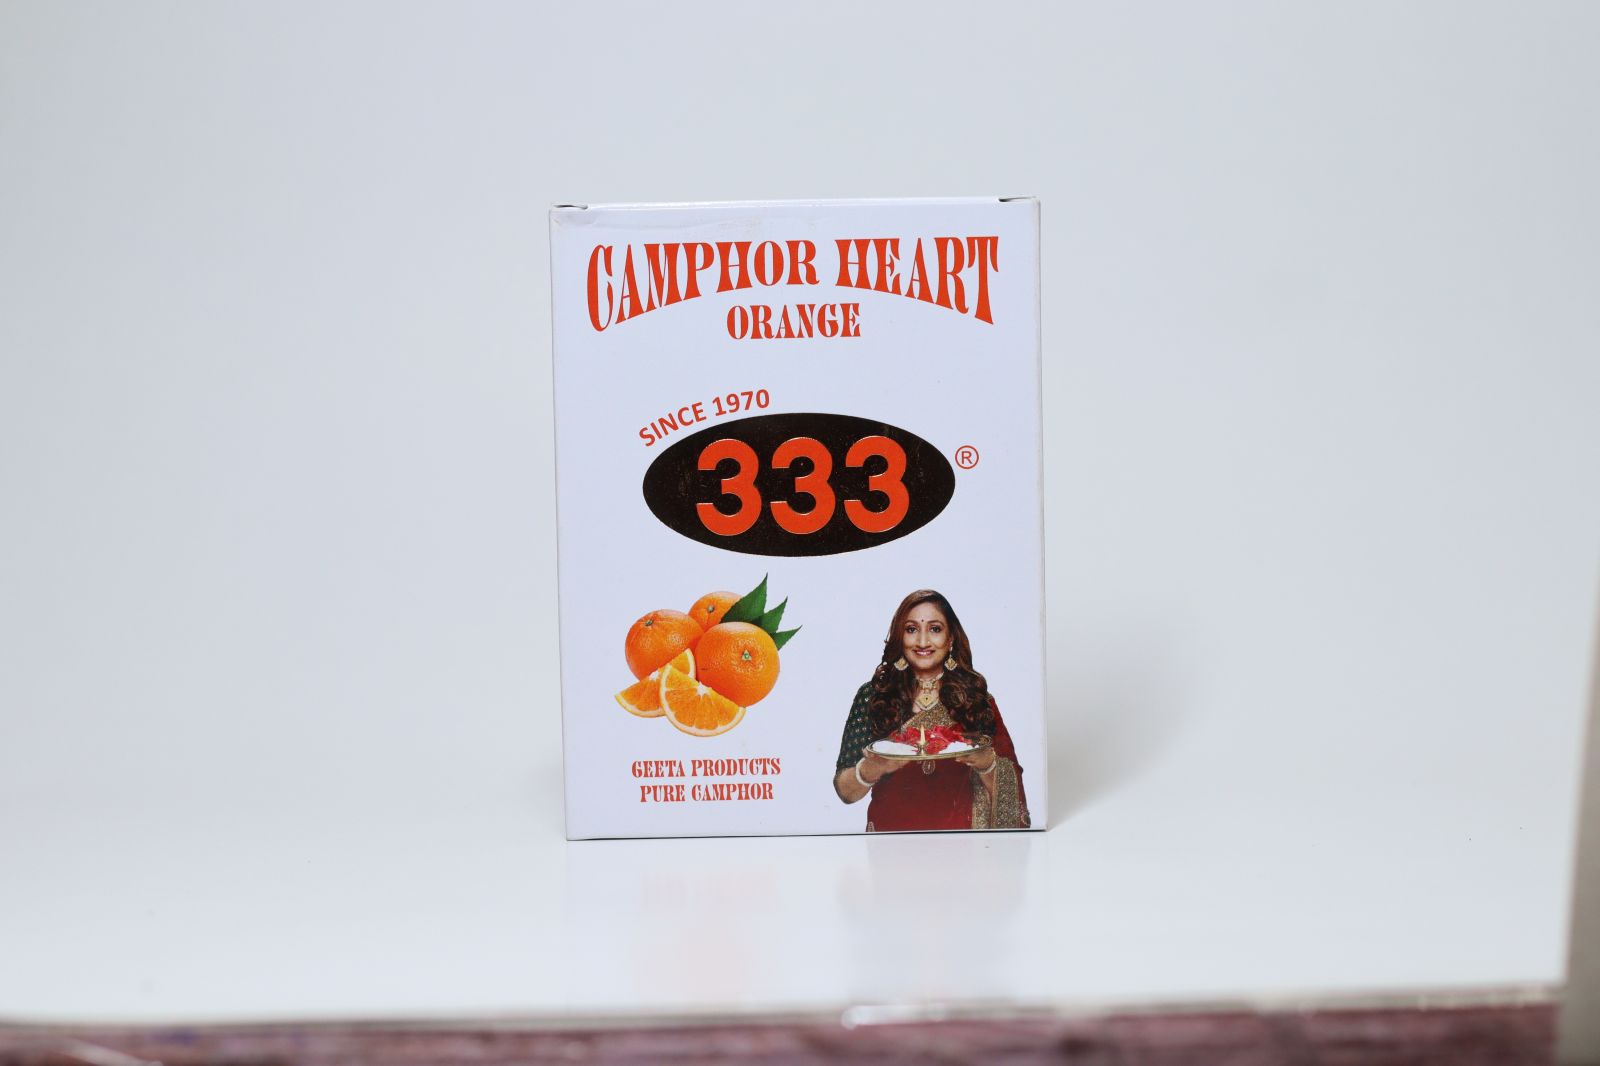 CAMPHOR HEART
ORANGE
SINCE 1970
333 ®
GEETA PRODUCTS
PURE CAMPHOR